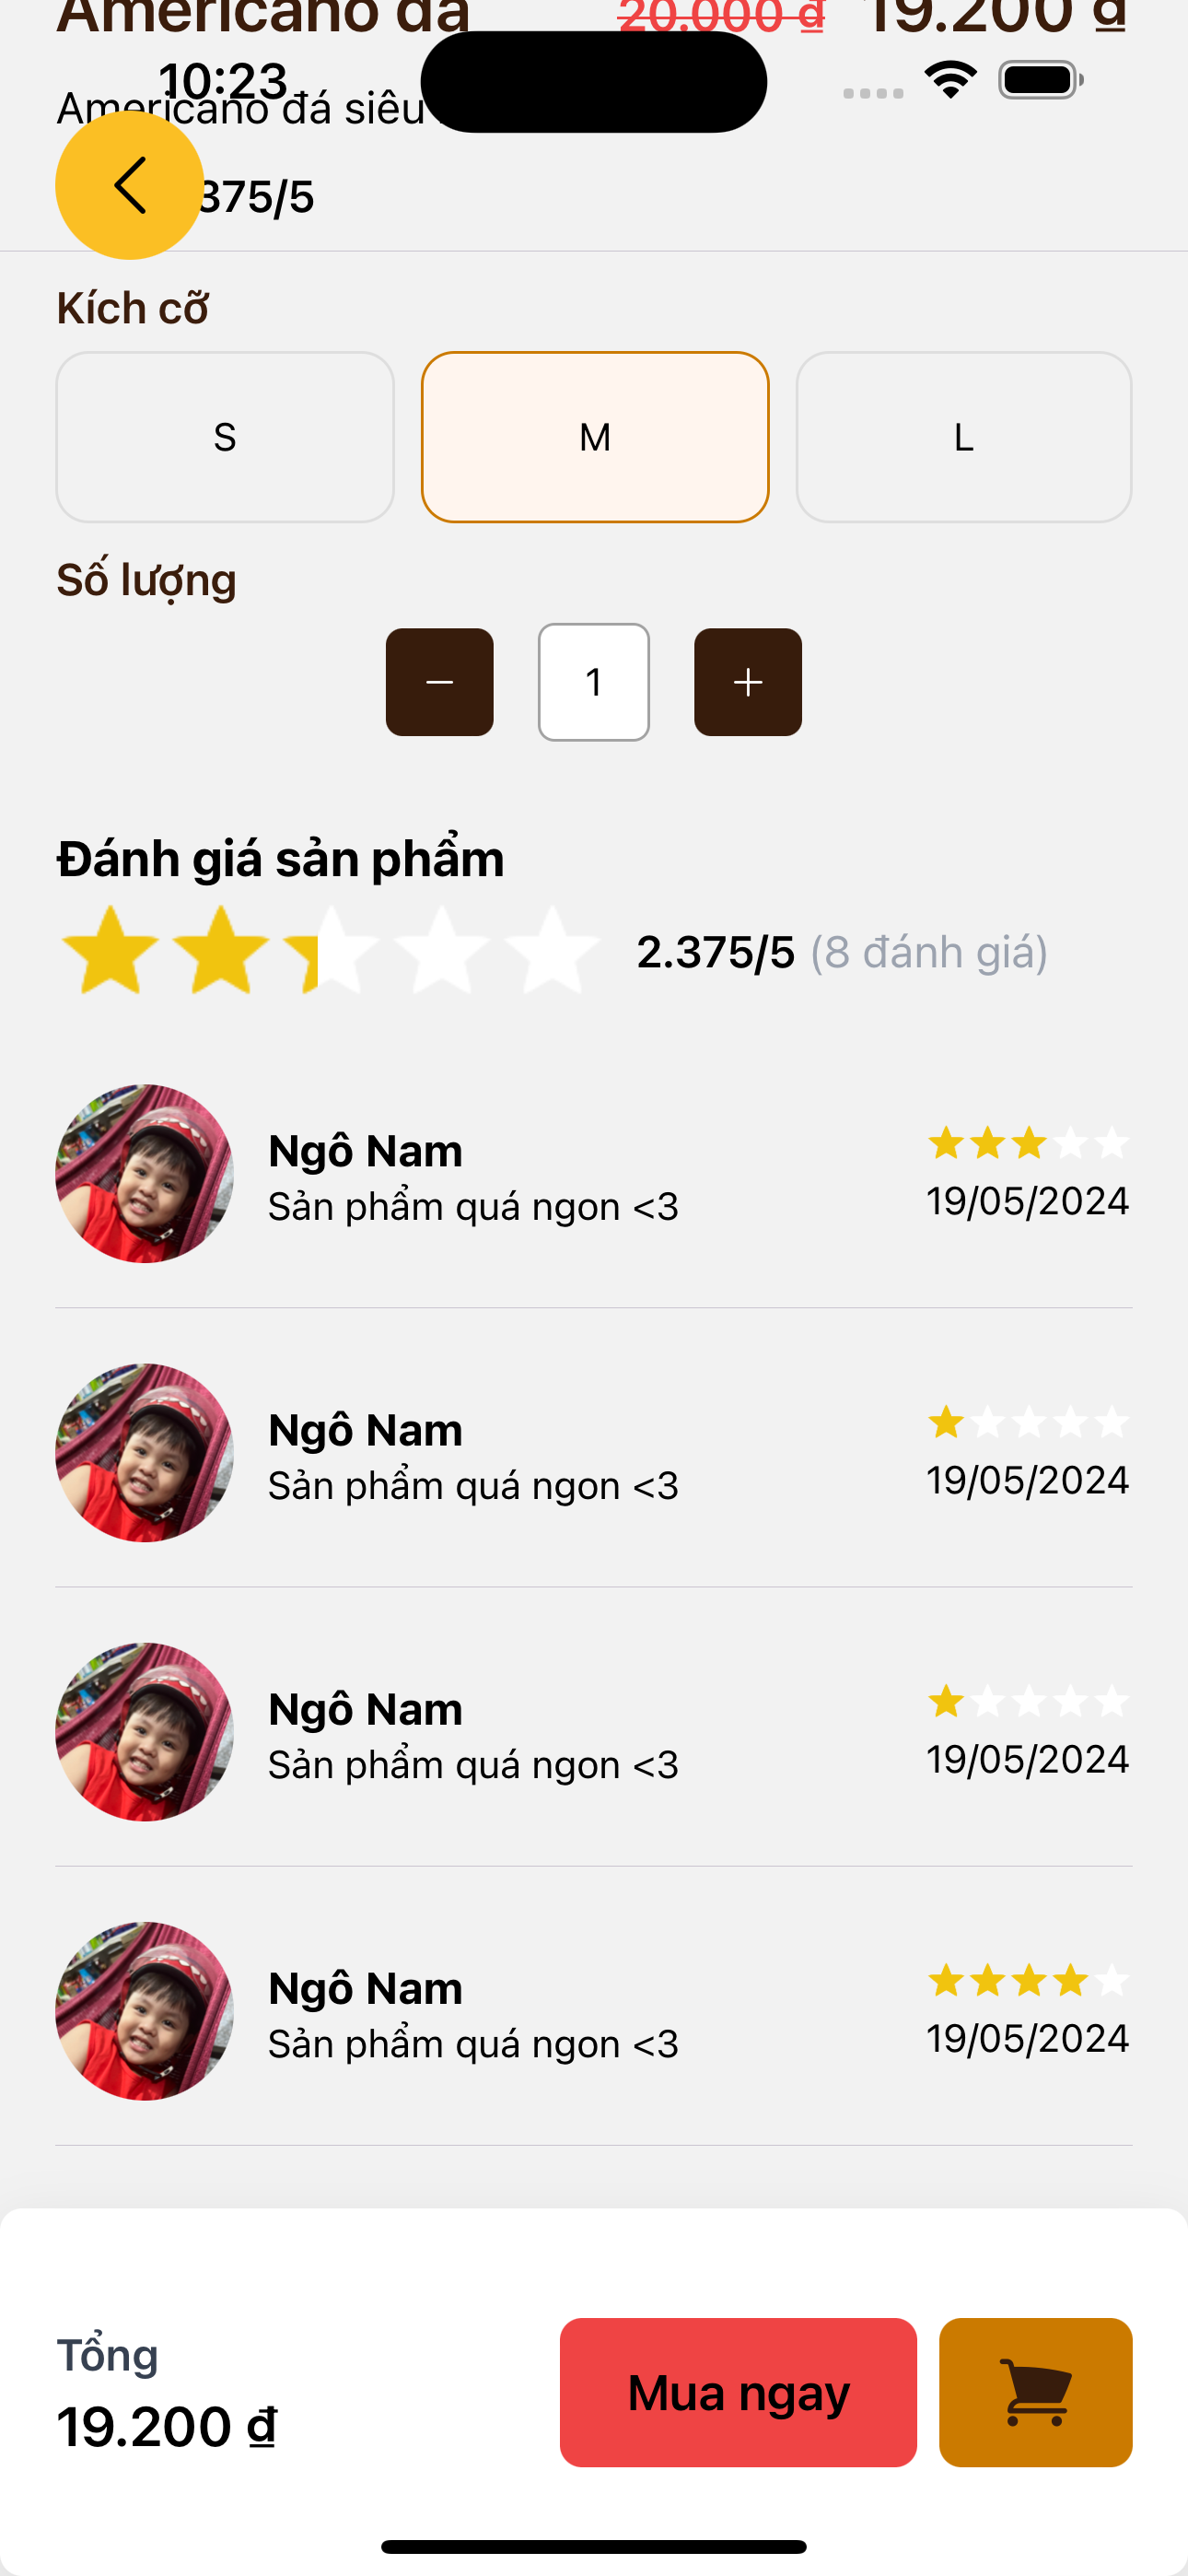 Americano đá 20.000 ₫ 19.200 ₫
10:23
Americano đá siêu
375/5
Kích cỡ
S M L
Số lượng
1
Đánh giá sản phẩm
2.375/5 (8 đánh giá)
Ngô Nam
Sản phẩm quá ngon <3
19/05/2024
Ngô Nam
Sản phẩm quá ngon <3
19/05/2024
Ngô Nam
Sản phẩm quá ngon <3
19/05/2024
Ngô Nam
Sản phẩm quá ngon <3
19/05/2024
Tổng
19.200 ₫
Mua ngay